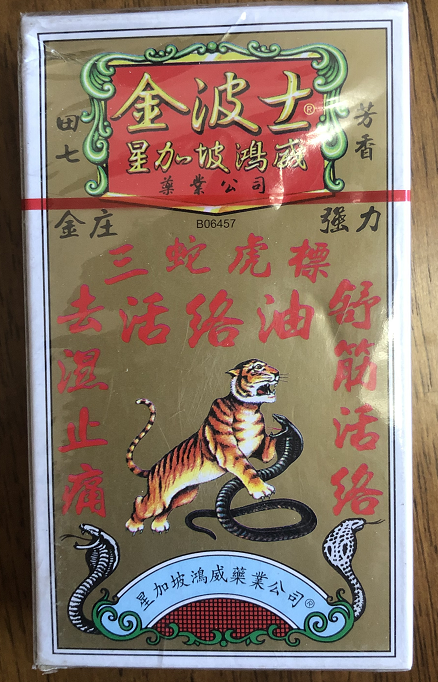 金波士®
星加坡鴻威
藥業公司
田七
芳香
金庄
B06457
强力
三蛇虎標
活络油
去濕止痛
舒筋活络
星加坡鴻威藥業公司®